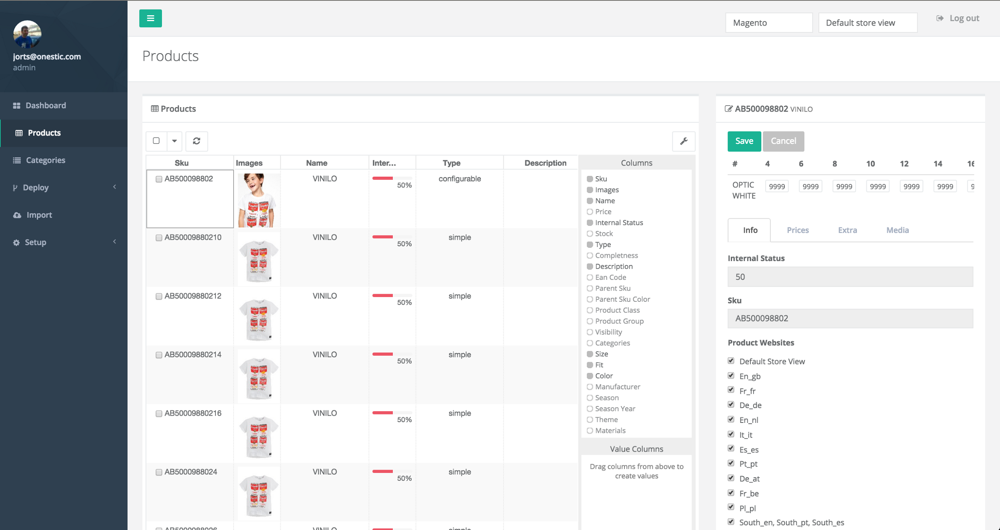 jorts@onestic.com
admin
Dashboard
Products
Categories
Deploy
Import
Setup
Magento
Default store view
Log out
Products
Products
Sku Images Name Inter... Type Description
AB500098802 VINILO 50% configurable
AB50009880210 VINILO 50% simple
AB50009880212 VINILO 50% simple
AB50009880214 VINILO 50% simple
AB50009880216 VINILO 50% simple
AB5000988024 VINILO 50% simple
AB5000988026 VINILO simple
Columns
Sku
Images
Name
Price
Internal Status
Stock
Type
Completness
Description
Ean Code
Parent Sku
Parent Sku Color
Product Class
Product Group
Visibility
Categories
Size
Fit
Color
Manufacturer
Season
Season Year
Theme
Materials
Value Columns
Drag columns from above to
create values
AB500098802 VINILO
Save Cancel
# 4 6 8 10 12 14 16
OPTIC 9999 9999 9999 9999 9999 9999 9
WHITE
Info Prices Extra Media
Internal Status
50
Sku
AB500098802
Product Websites
Default Store View
En_gb
Fr_fr
De_de
En_nl
It_it
Es_es
Pt_pt
De_at
Fr_be
Pl_pl
South_en, South_pt, South_es